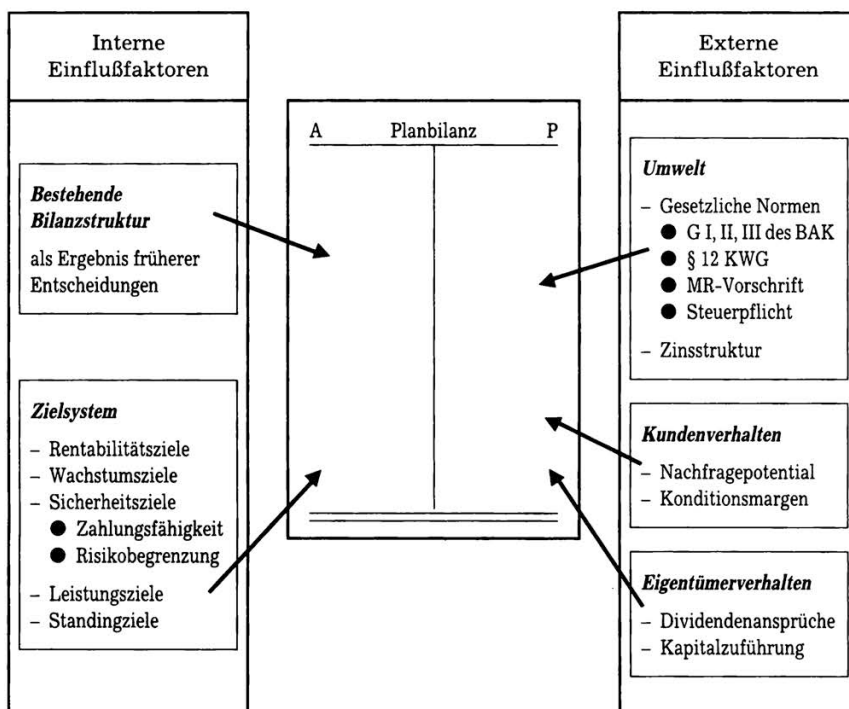 Interne
Einflußfaktoren
Bestehende
Bilanzstruktur
als Ergebnis früherer
Entscheidungen
Zielsystem
– Rentabilitätsziele
– Wachstumsziele
– Sicherheitsziele
● Zahlungsfähigkeit
● Risikobegrenzung
– Leistungsziele
– Standingziele
A Planbilanz P
Externe
Einflußfaktoren
Umwelt
– Gesetzliche Normen
● G I, II, III des BAK
● § 12 KWG
● MR-Vorschrift
● Steuerpflicht
– Zinsstruktur
Kundenverhalten
– Nachfragepotential
– Konditionsmargen
Eigentümerverhalten
– Dividendenansprüche
– Kapitalzuführung